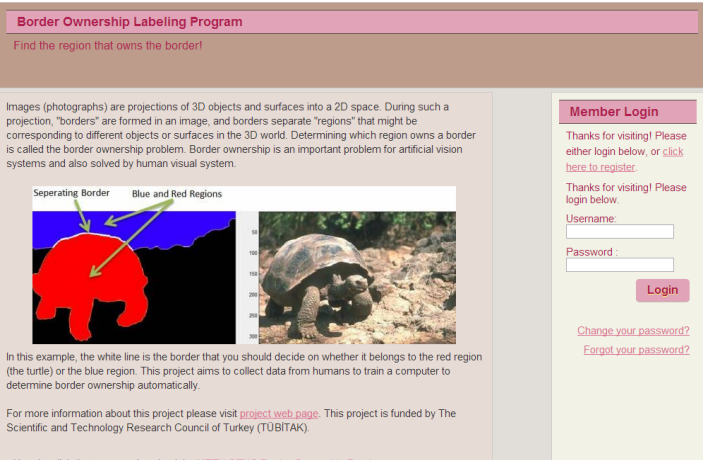 Border Ownership Labeling Program
Find the region that owns the border!
Images (photographs) are projections of 3D objects and surfaces into a 2D space. During such a
projection, "borders" are formed in an image, and borders separate "regions" that might be
corresponding to different objects or surfaces in the 3D world. Determining which region owns a border
is called the border ownership problem. Border ownership is an important problem for artificial vision
systems and also solved by human visual system.
Seperating Border
Blue and Red Regions
50
100
150
200
250
300
In this example, the white line is the border that you should decide on whether it belongs to the red region
(the turtle) or the blue region. This project aims to collect data from humans to train a computer to
determine border ownership automatically.
For more information about this project please visit project web page. This project is funded by The
Scientific and Technology Research Council of Turkey (TÜBİTAK).
Member Login
Thanks for visiting! Please
either login below, or click
here to register.
Thanks for visiting! Please
login below.
Username:
Password :
Login
Change your password?
Forgot your password?